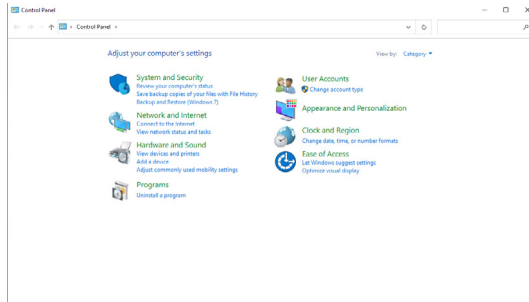 Control Panel
Control Panel
Adjust your computer's settings
View by: Category
System and Security
Review your computer's status
Save backup copies of your files with File History
Backup and Restore (Windows 7)
Network and Internet
Connect to the Internet
View network status and tasks
Hardware and Sound
View devices and printers
Add a device
Adjust commonly used mobility settings
Programs
Uninstall a program
User Accounts
Change account type
Appearance and Personalization
Clock and Region
Change date, time, or number formats
Ease of Access
Let Windows suggest settings
Optimize visual display